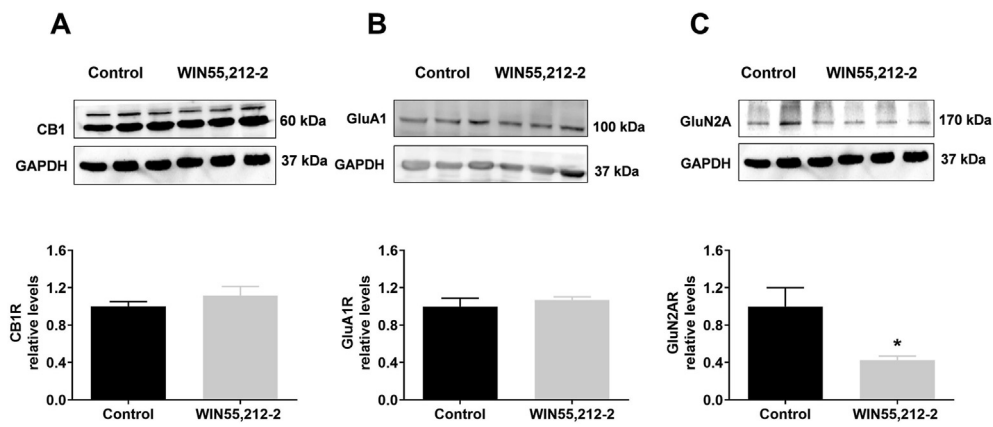 A
Control WIN55,212-2
CB1 60 kDa
GAPDH 37 kDa
1.6
1.2
0.8
0.4
0.0
CB1R
relative levels
Control WIN55,212-2
B
Control WIN55,212-2
GluA1 100 kDa
GAPDH 37 kDa
1.6
1.2
0.8
0.4
0.0
GluA1R
relative levels
Control WIN55,212-2
C
Control WIN55,212-2
GluN2A 170 kDa
GAPDH 37 kDa
1.6
1.2
0.8
0.4
0.0
GluN2AR
relative levels
*
Control WIN55,212-2